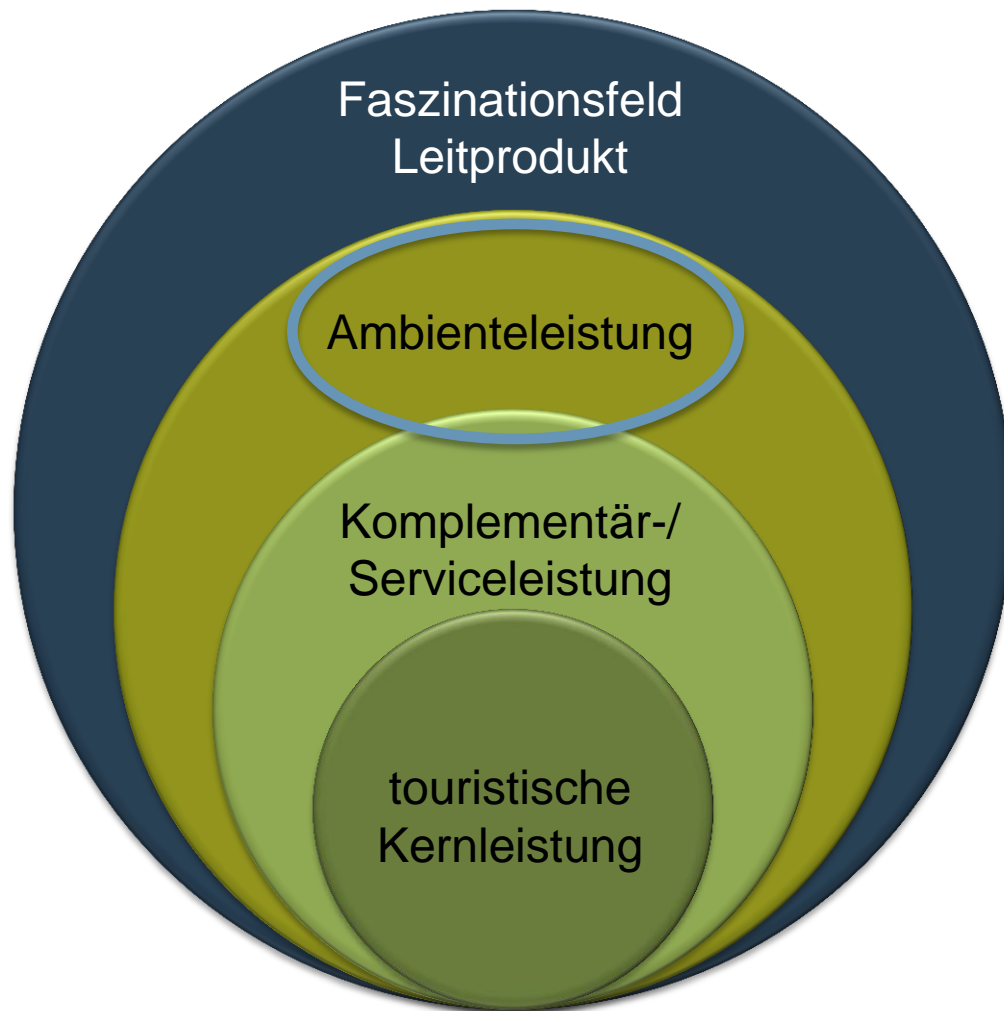 Faszinationsfeld
Leitprodukt
Ambienteleistung
Komplementär-/
Serviceleistung
touristische
Kernleistung